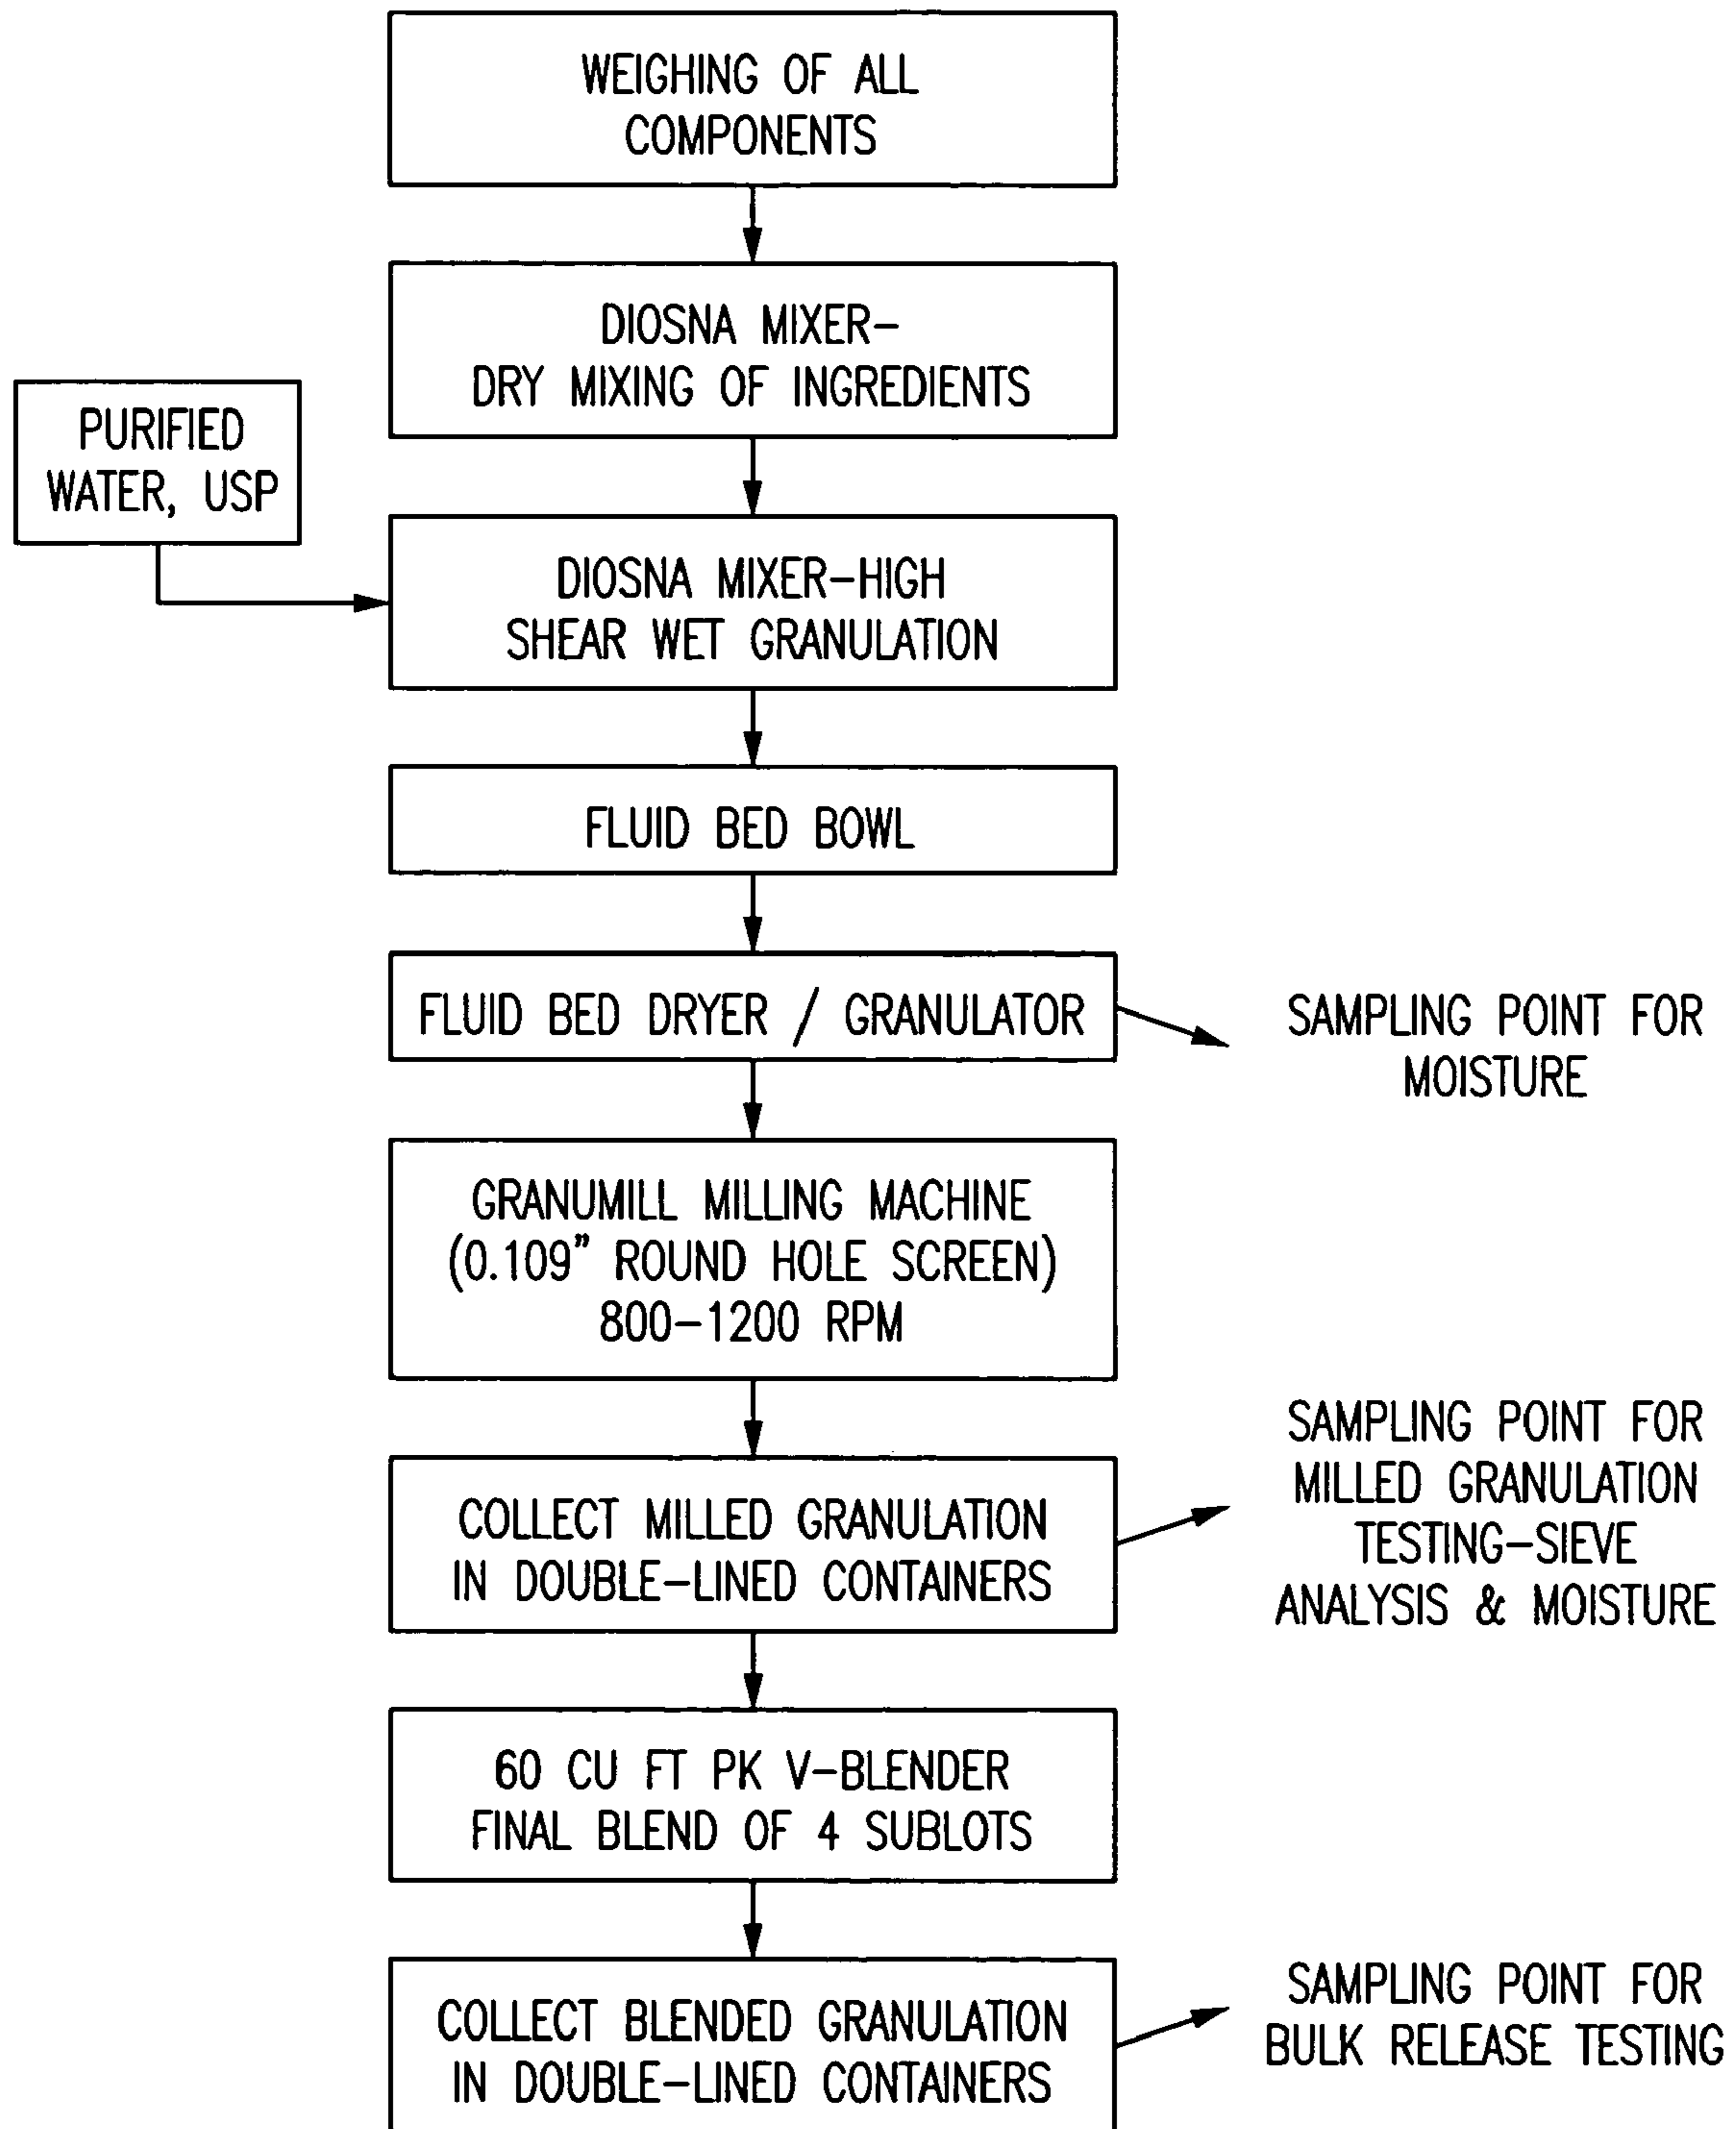 WEIGHING OF ALL
COMPONENTS
DIOSNA MIXER-
DRY MIXING OF INGREDIENTS
PURIFIED
WATER, USP
DIOSNA MIXER-HIGH
SHEAR WET GRANULATION
FLUID BED BOWL
FLUID BED DRYER / GRANULATOR
SAMPLING POINT FOR
MOISTURE
GRANUMILL MILLING MACHINE
(0.109” ROUND HOLE SCREEN)
800-1200 RPM
COLLECT MILLED GRANULATION
IN DOUBLE-LINED CONTAINERS
SAMPLING POINT FOR
MILLED GRANULATION
TESTING-SIEVE
ANALYSIS & MOISTURE
60 CU FT PK V-BLENDER
FINAL BLEND OF 4 SUBLOTS
COLLECT BLENDED GRANULATION
IN DOUBLE-LINED CONTAINERS
SAMPLING POINT FOR
BULK RELEASE TESTING